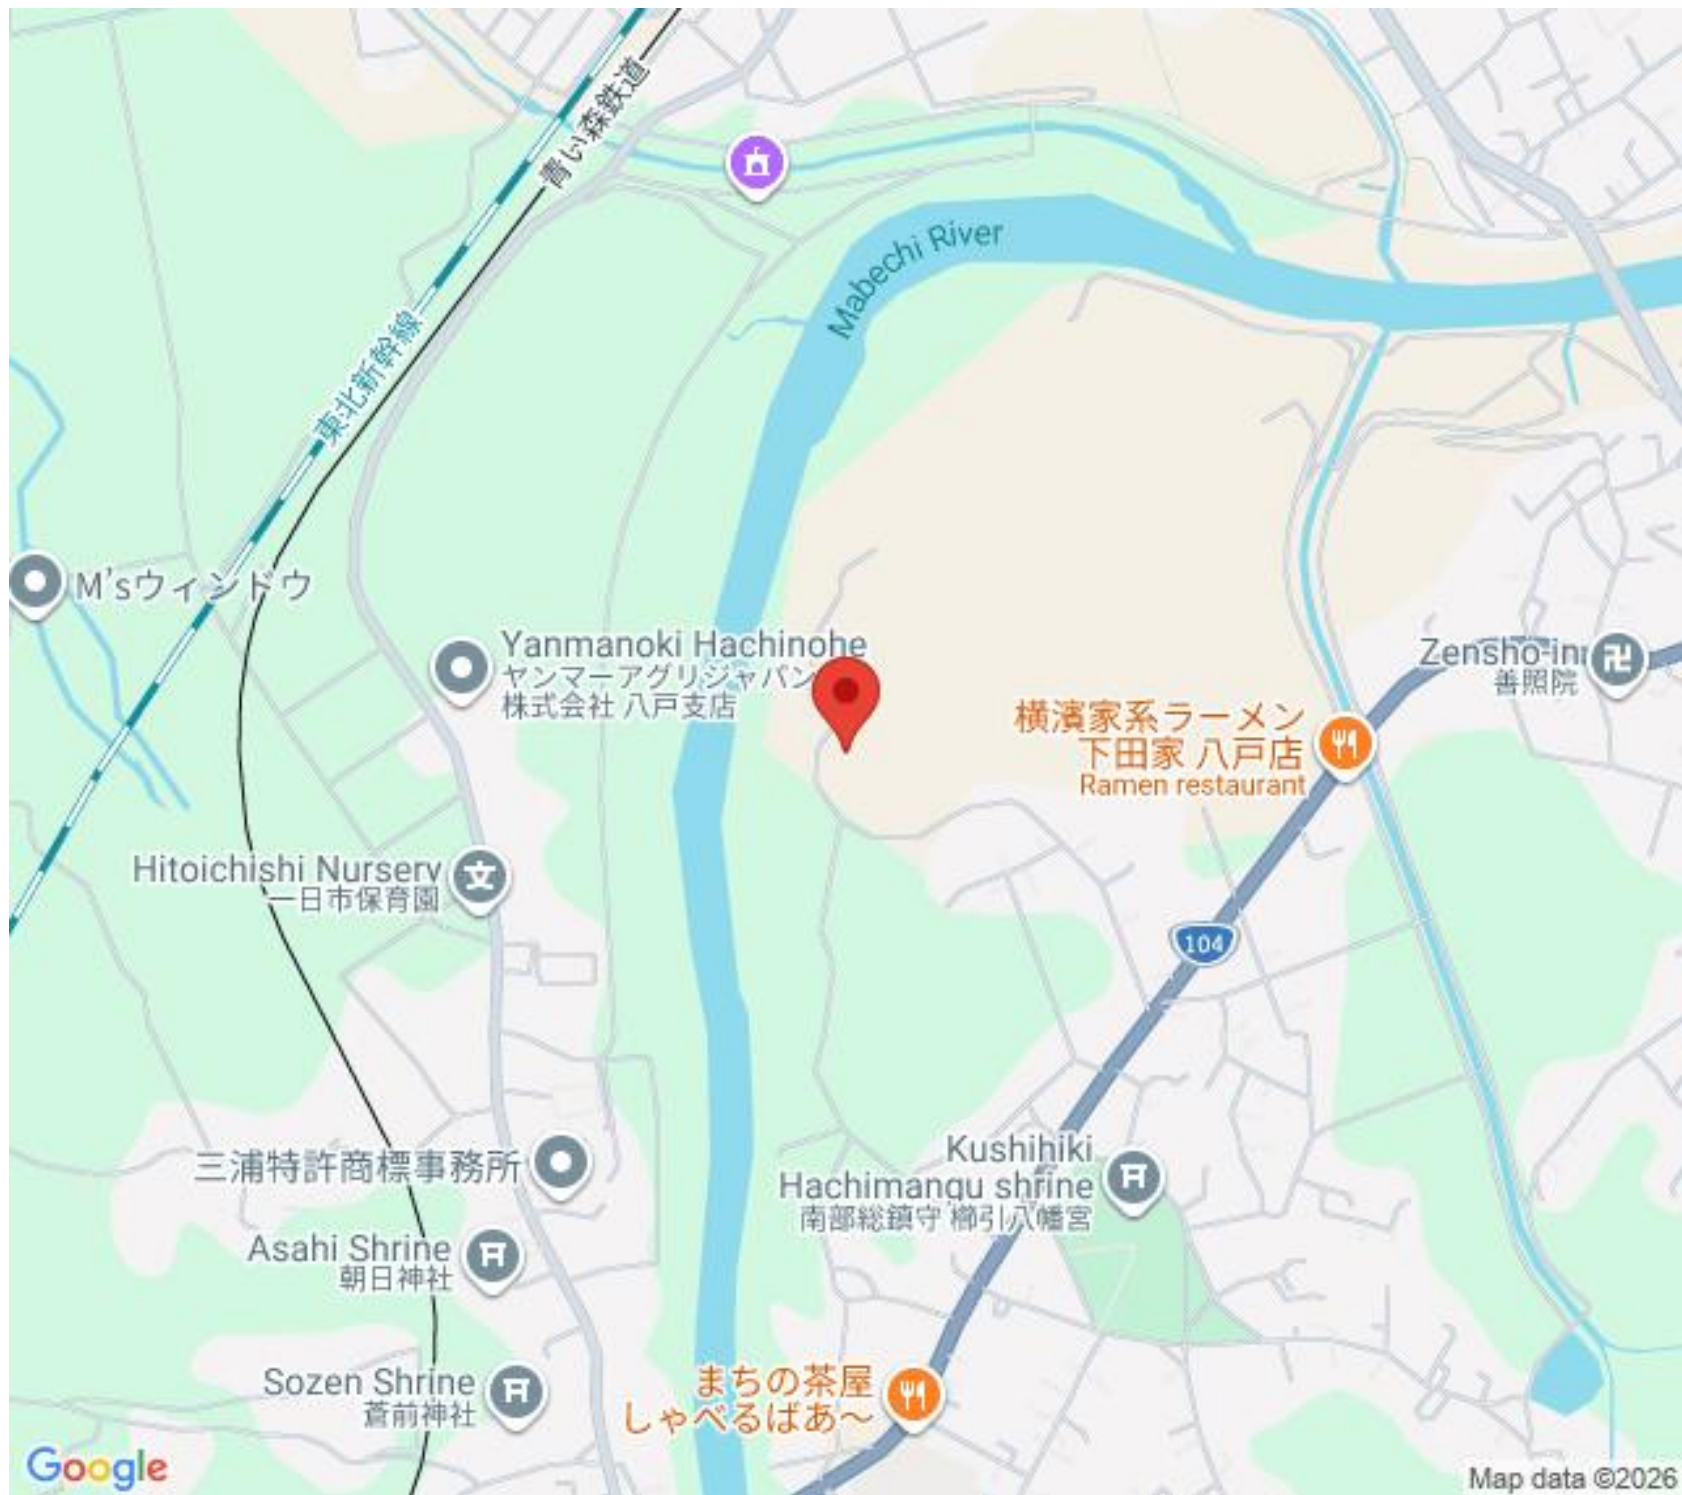 青い森鉄道
Mabechi River
東北新幹線
M'sウィンドウ
Yanmanoki Hachinohe
ヤンマーアグリジャパン
株式会社 八戸支店
Zensho-in
善照院
横濱家系ラーメン
下田家 八戸店
Ramen restaurant
Hitoichishi Nursery
一日市保育園
104
三浦特許商標事務所
Kushihiki
Hachimangu shrine
南部総鎮守 櫛引八幡宮
Asahi Shrine
朝日神社
Sozen Shrine
蒼前神社
まちの茶屋
しゃべるばあ〜
Google
Map data ©2026